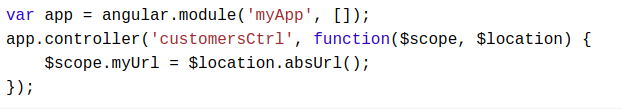 var app = angular.module('myApp', []);
app.controller('customersCtrl', function($scope, $location) {
    $scope.myUrl = $location.absUrl();
});